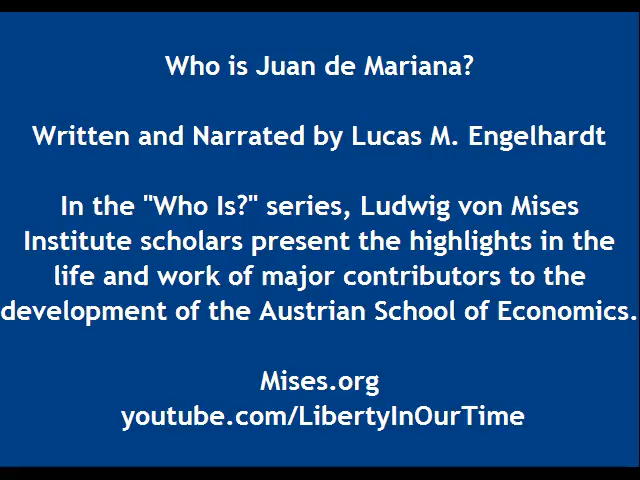 Who is Juan de Mariana?
Written and Narrated by Lucas M. Engelhardt
In the "Who Is?" series, Ludwig von Mises
Institute scholars present the highlights in the
life and work of major contributors to the
development of the Austrian School of Economics.
Mises.org
youtube.com/LibertyInOurTime